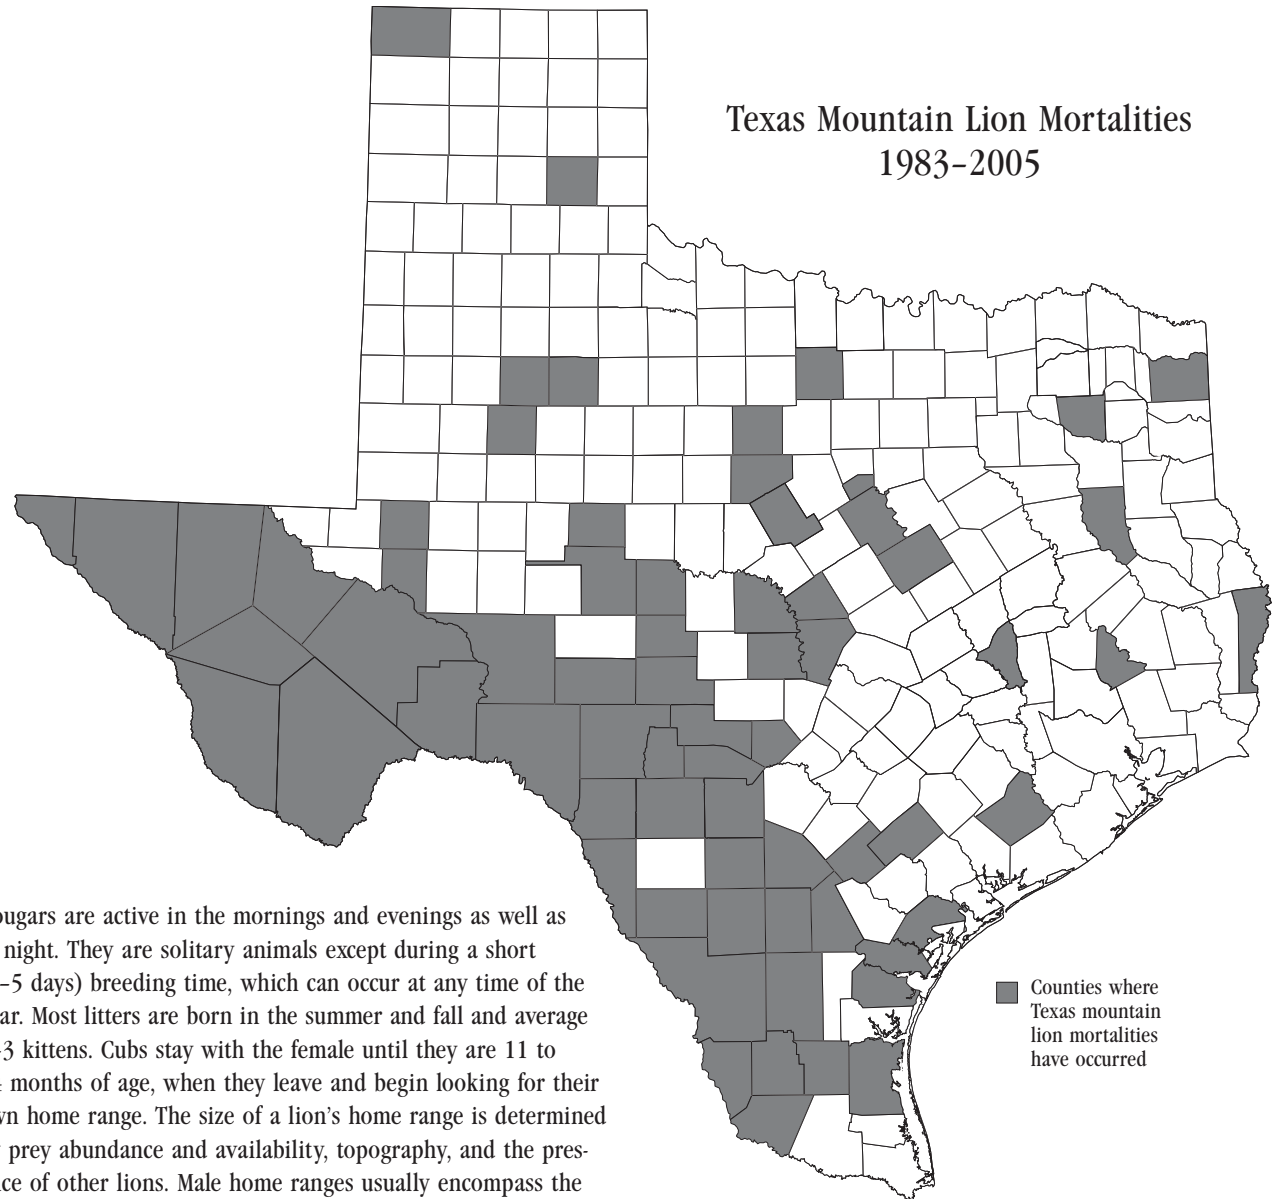 Texas Mountain Lion Mortalities
1983–2005
ougars are active in the mornings and evenings as well as
night. They are solitary animals except during a short
–5 days) breeding time, which can occur at any time of the
ar. Most litters are born in the summer and fall and average
3 kittens. Cubs stay with the female until they are 11 to
months of age, when they leave and begin looking for their
wn home range. The size of a lion's home range is determined
prey abundance and availability, topography, and the pres-
ce of other lions. Male home ranges usually encompass the
Counties where
Texas mountain
lion mortalities
have occurred